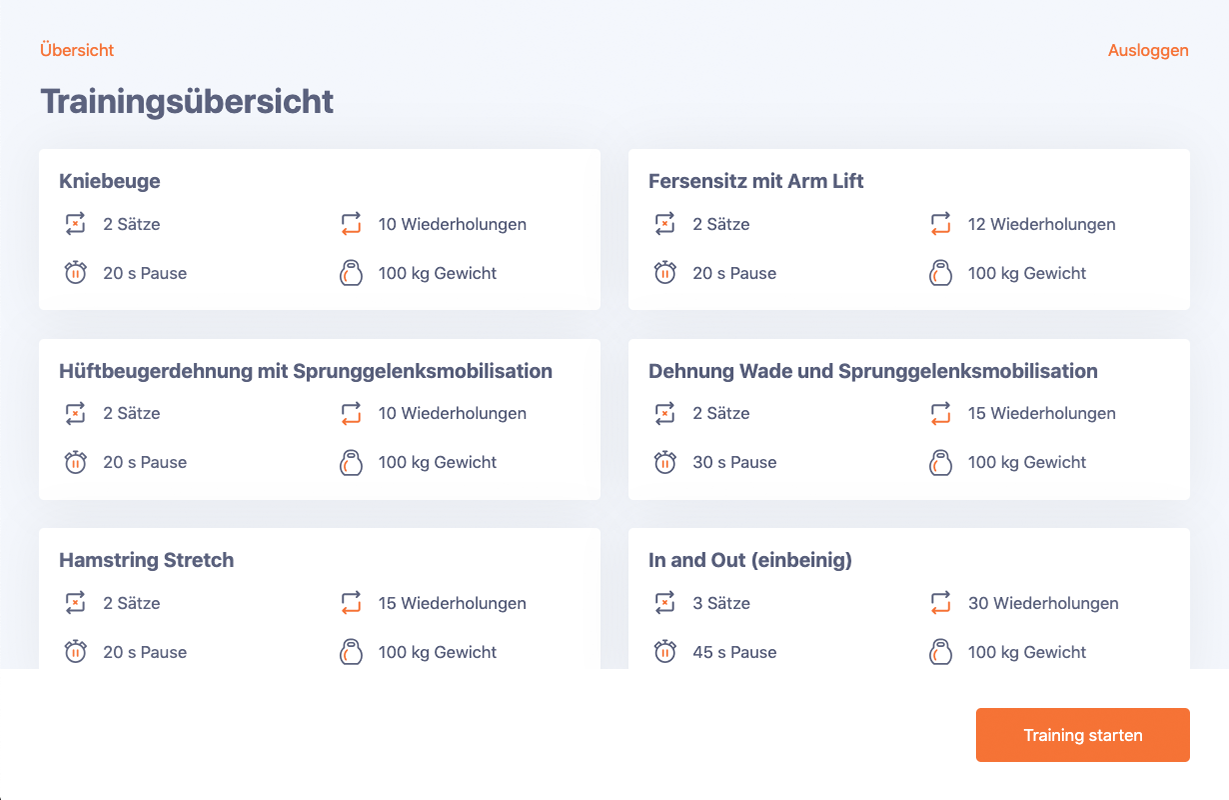 Übersicht
Ausloggen
Trainingsübersicht
Kniebeuge
2 Sätze
10 Wiederholungen
20 s Pause
100 kg Gewicht
Fersensitz mit Arm Lift
2 Sätze
12 Wiederholungen
20 s Pause
100 kg Gewicht
Hüftbeugerdehnung mit Sprunggelenksmobilisation
2 Sätze
10 Wiederholungen
20 s Pause
100 kg Gewicht
Dehnung Wade und Sprunggelenksmobilisation
2 Sätze
15 Wiederholungen
30 s Pause
100 kg Gewicht
Hamstring Stretch
2 Sätze
15 Wiederholungen
20 s Pause
100 kg Gewicht
In and Out (einbeinig)
3 Sätze
30 Wiederholungen
45 s Pause
100 kg Gewicht
Training starten